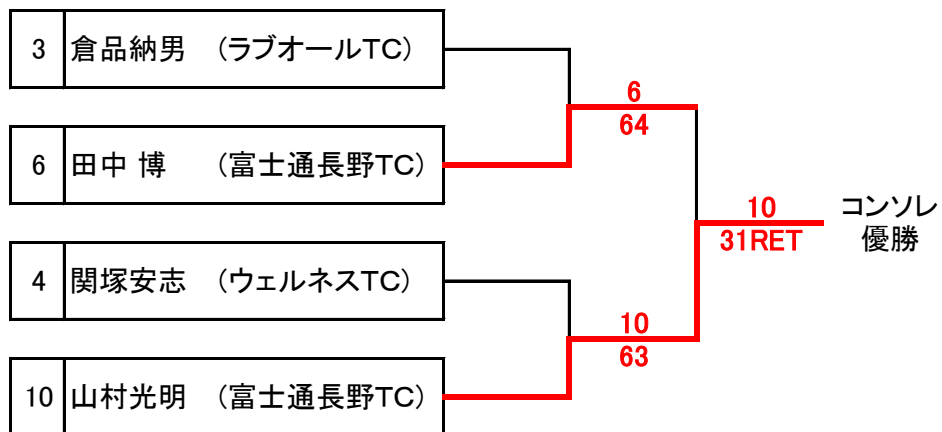 3 倉品納男 (ラブオールTC)
6
64
6 田中 博 (富士通長野TC)
10
31RET
コンソレ
優勝
4 関塚安志 (ウェルネスTC)
10
63
10 山村光明 (富士通長野TC)